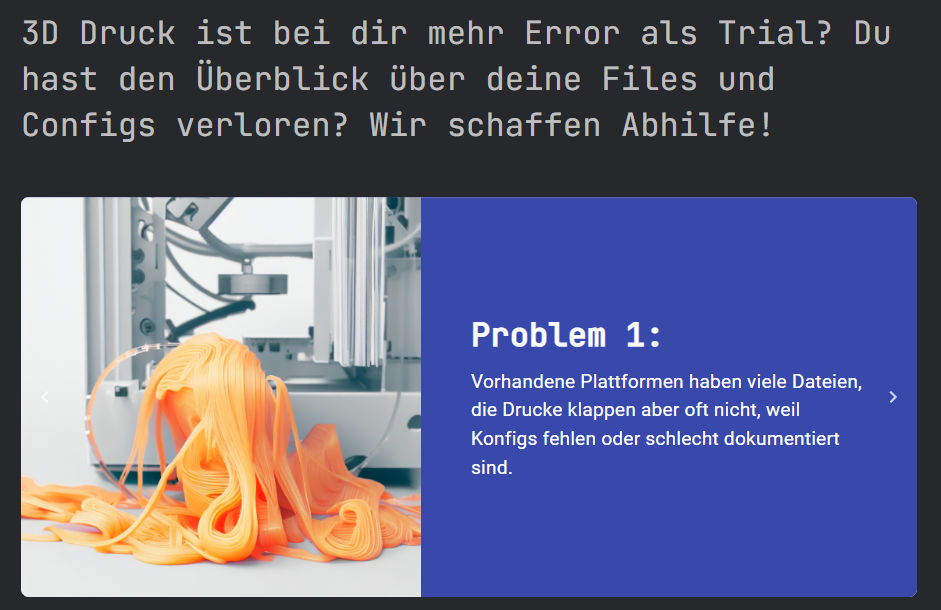 3D Druck ist bei dir mehr Error als Trial? Du
hast den Überblick über deine Files und
Configs verloren? Wir schaffen Abhilfe!
Problem 1:
Vorhandene Plattformen haben viele Dateien,
die Drucke klappen aber oft nicht, weil
Konfigs fehlen oder schlecht dokumentiert
sind.